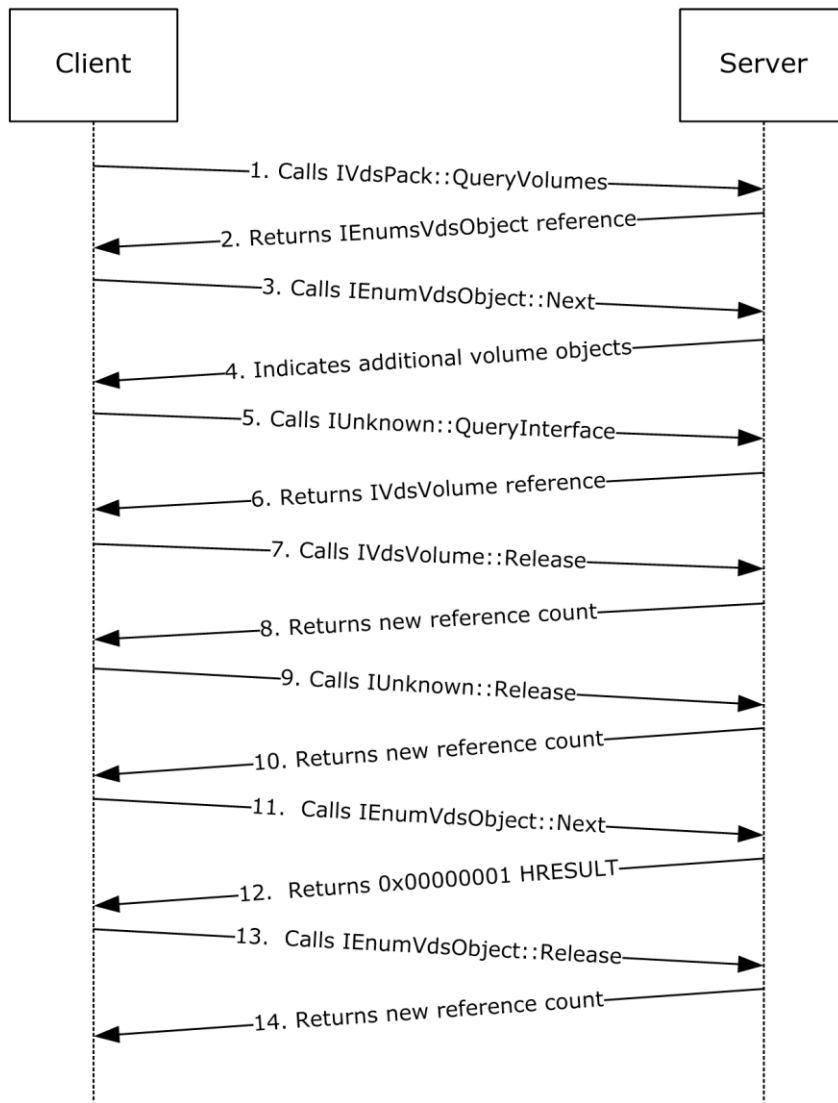 Client
Server
1. Calls IVdsPack::QueryVolumes
2. Returns IEnumsVdsObject reference
3. Calls IEnumVdsObject::Next
4. Indicates additional volume objects
5. Calls IUnknown::QueryInterface
6. Returns IVdsVolume reference
7. Calls IVdsVolume::Release
8. Returns new reference count
9. Calls IUnknown::Release
10. Returns new reference count
11.  Calls IEnumVdsObject::Next
12.  Returns 0x00000001 HRESULT
13.  Calls IEnumVdsObject::Release
14. Returns new reference count